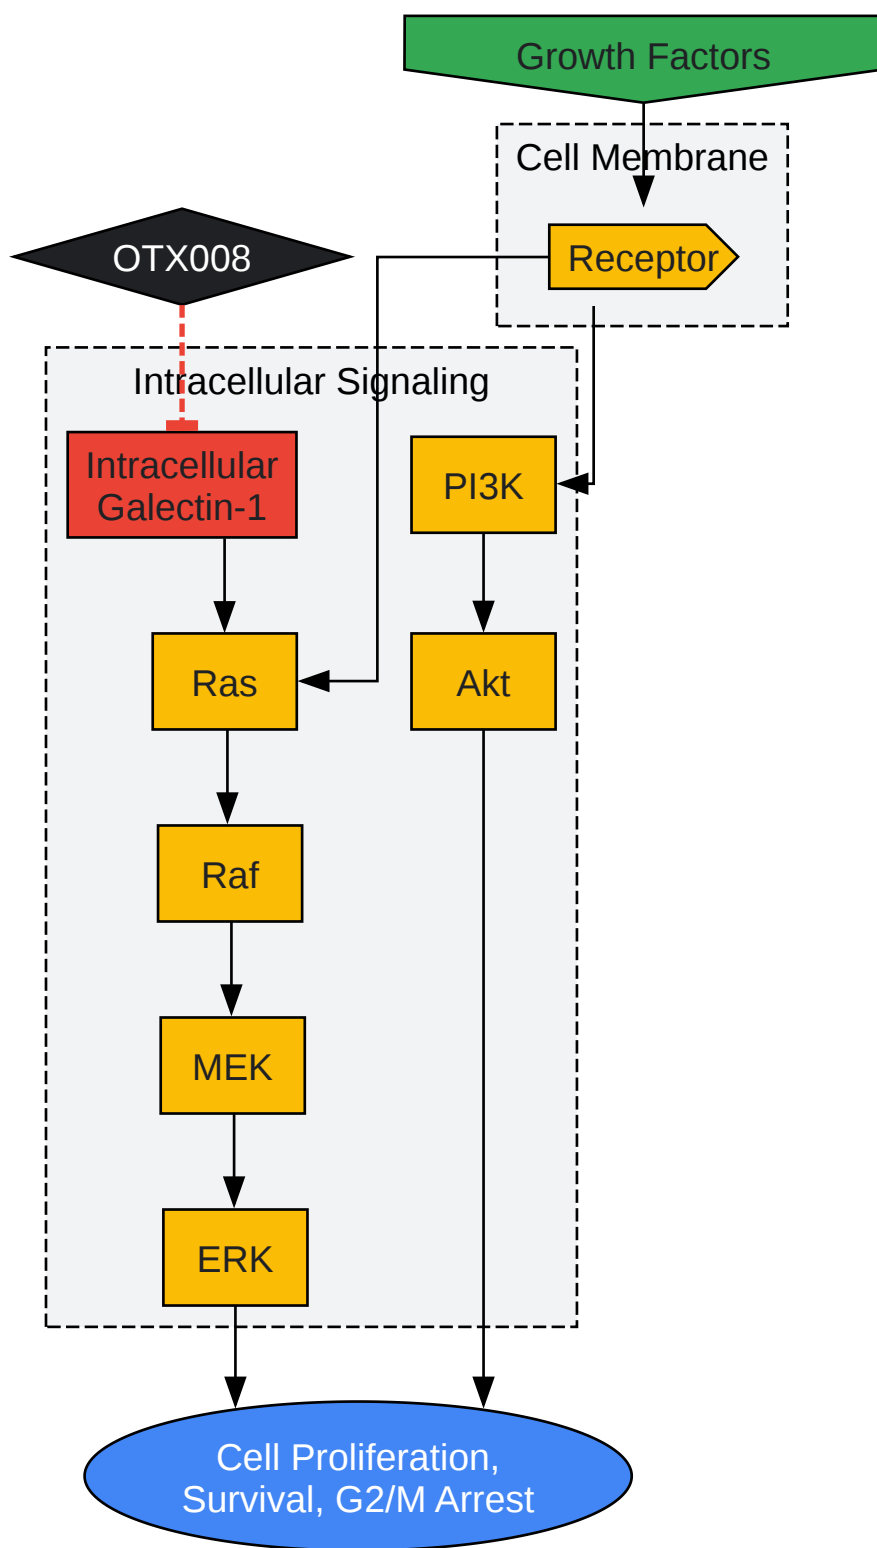 Growth Factors
Cell Membrane
OTX008
Receptor
Intracellular Signaling
Intracellular
Galectin-1
PI3K
Ras
Akt
Raf
MEK
ERK
Cell Proliferation,
Survival, G2/M Arrest